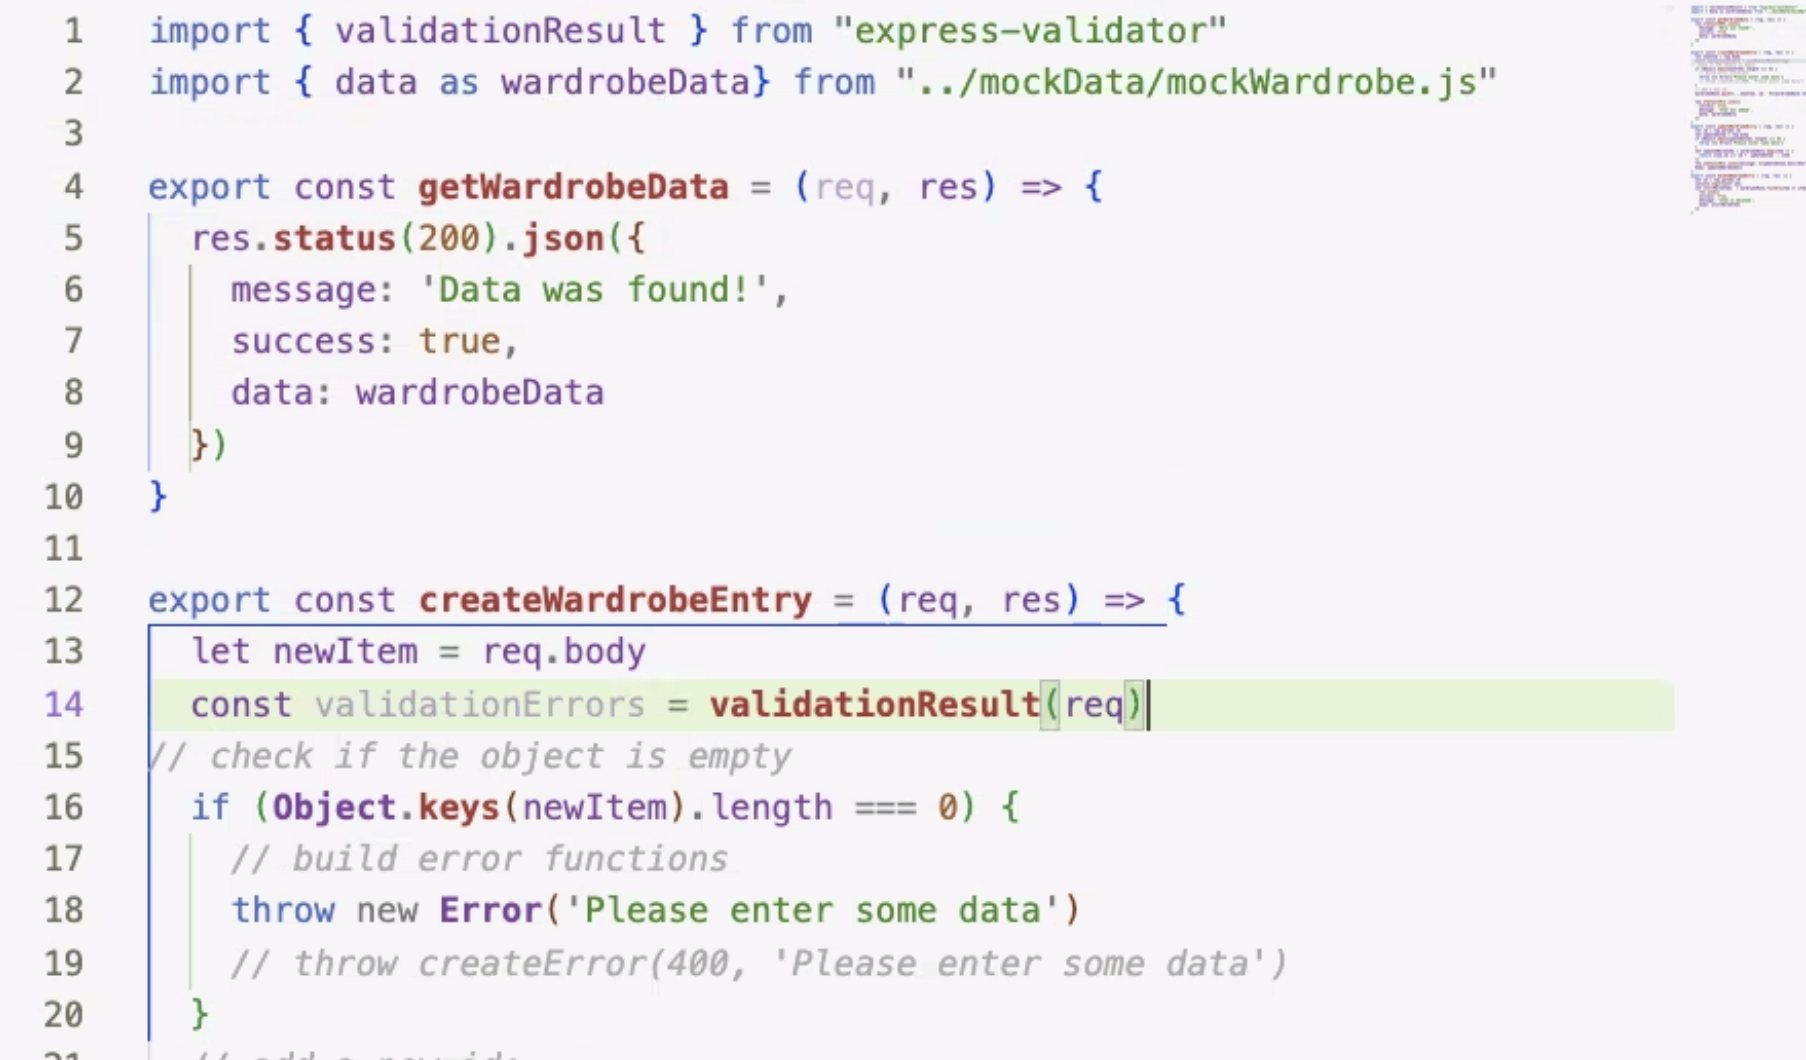 1 import { validationResult } from "express-validator"
2 import { data as wardrobeData} from "../mockData/mockWardrobe.js"
3
4 export const getWardrobeData = (req, res) => {
5 res.status(200).json({
6 message: 'Data was found!',
7 success: true,
8 data: wardrobeData
9 })
10 }
11
12 export const createWardrobeEntry = (req, res) => {
13 let newItem = req.body
14 const validationErrors = validationResult(req)
15 // check if the object is empty
16 if (Object.keys(newItem).length === 0) {
17 // build error functions
18 throw new Error('Please enter some data')
19 // throw createError(400, 'Please enter some data')
20 }
21 // add a new id: